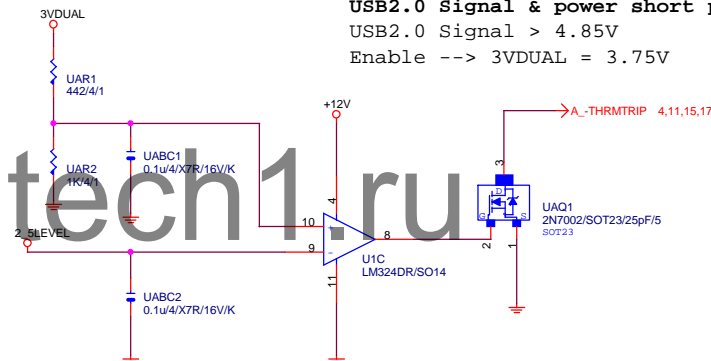 USB2.0 Signal & power short p
USB2.0 Signal > 4.85V
Enable --> 3VDUAL = 3.75V
3VDUAL
UAR1
442/4/1
+12V
A_-THRMTRIP 4,11,15,17
UABC1
0.1u/4/X7R/16V/K
UAR2
1K/4/1
3
D
G
S
UAQ1
2N7002/SOT23/25pF/5
SOT23
4
10
+
8
2
1
2_5LEVEL
9
-
U1C
LM324DR/SO14
11
UABC2
0.1u/4/X7R/16V/K
tech1.ru